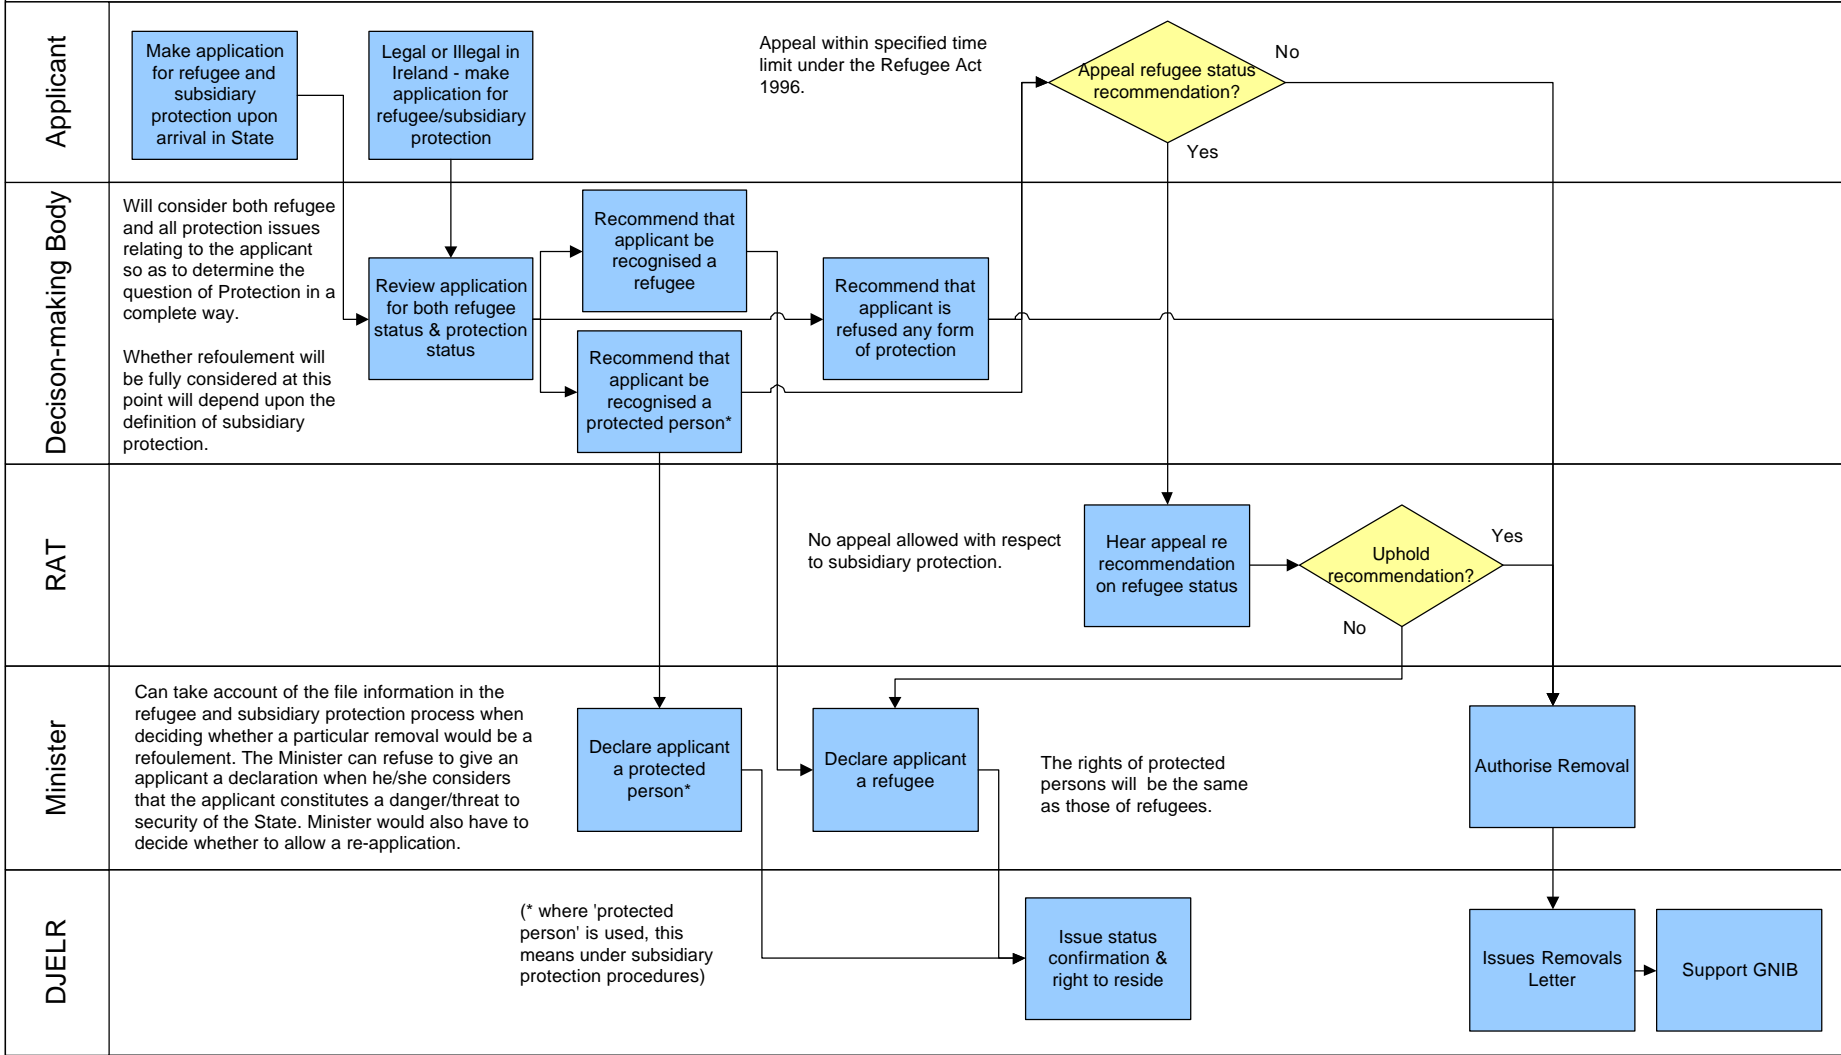 Applicant
Make application
for refugee and
subsidiary
protection upon
arrival in State
Legal or Illegal in
Ireland - make
application for
refugee/subsidiary
protection
Appeal within specified time
limit under the Refugee Act
1996.
Appeal refugee status
recommendation?
No
Yes
Decison-making Body
Will consider both refugee
and all protection issues
relating to the applicant
so as to determine the
question of Protection in a
complete way.
Whether refoulement will
be fully considered at this
point will depend upon the
definition of subsidiary
protection.
Review application
for both refugee
status & protection
status
Recommend that
applicant be
recognised a
refugee
Recommend that
applicant be
recognised a
protected person*
Recommend that
applicant is
refused any form
of protection
RAT
No appeal allowed with respect
to subsidiary protection.
Hear appeal re
recommendation
on refugee status
Uphold
recommendation?
Yes
No
Minister
Can take account of the file information in the
refugee and subsidiary protection process when
deciding whether a particular removal would be a
refoulement. The Minister can refuse to give an
applicant a declaration when he/she considers
that the applicant constitutes a danger/threat to
security of the State. Minister would also have to
decide whether to allow a re-application.
Declare applicant
a protected
person*
Declare applicant
a refugee
The rights of protected
persons will  be the same
as those of refugees.
Authorise Removal
DJELR
(* where 'protected
person' is used, this
means under subsidiary
protection procedures)
Issue status
confirmation &
right to reside
Issues Removals
Letter
Support GNIB